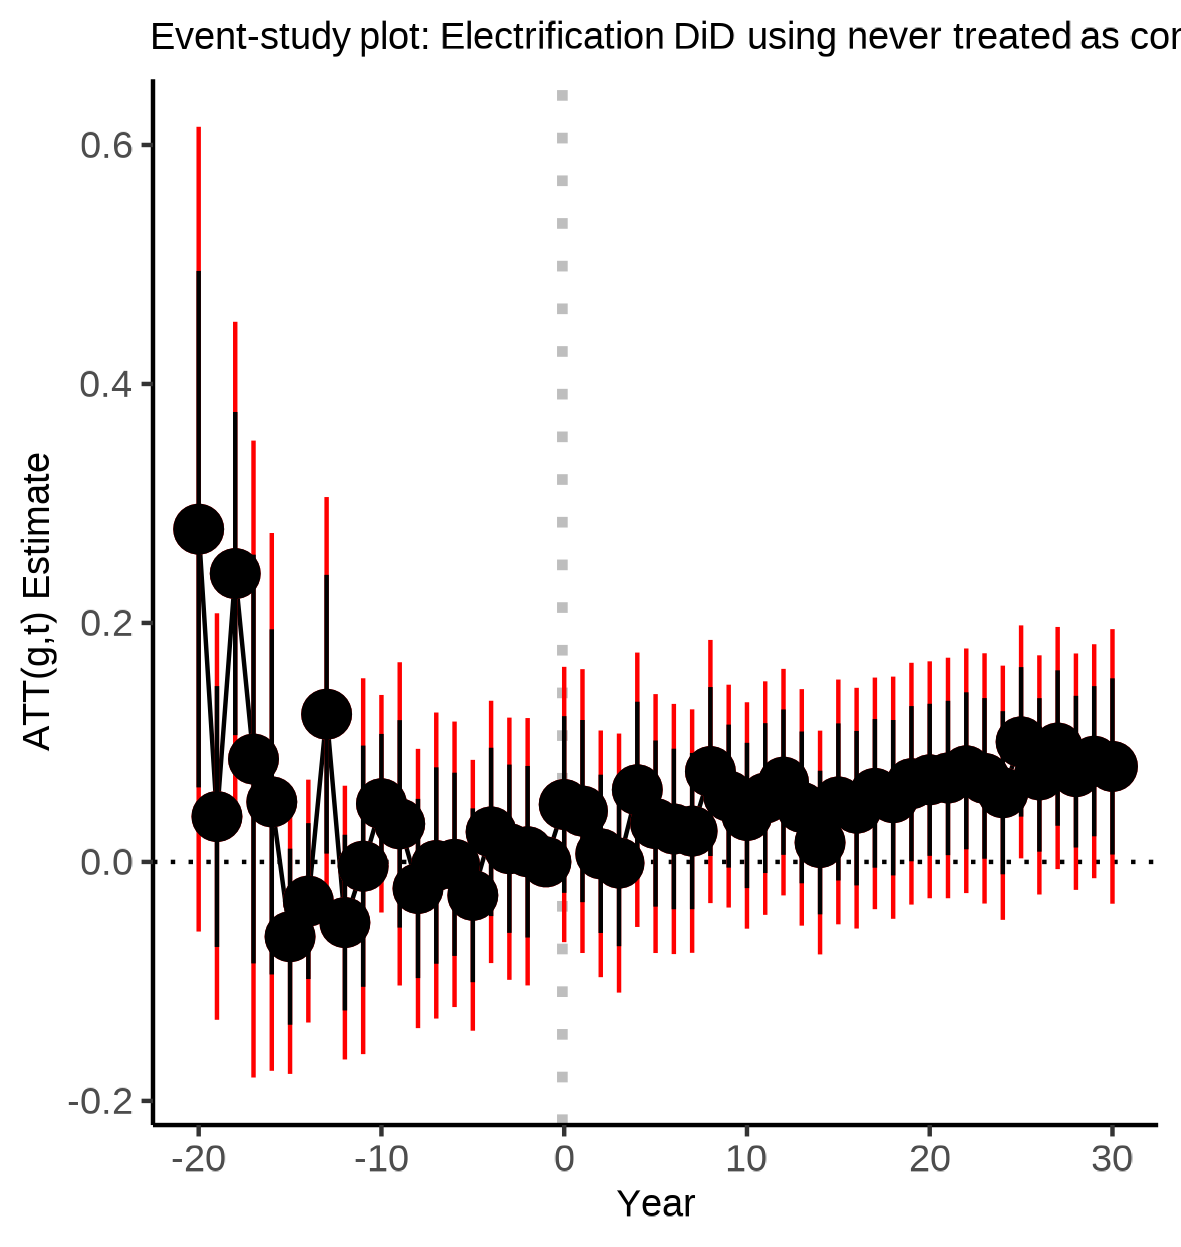 Event-study plot: Electrification DiD using never treated as cor
0.6
0.4
0.2
0.0
-0.2
ATT(g,t) Estimate
-20 -10 0 10 20 30
Year